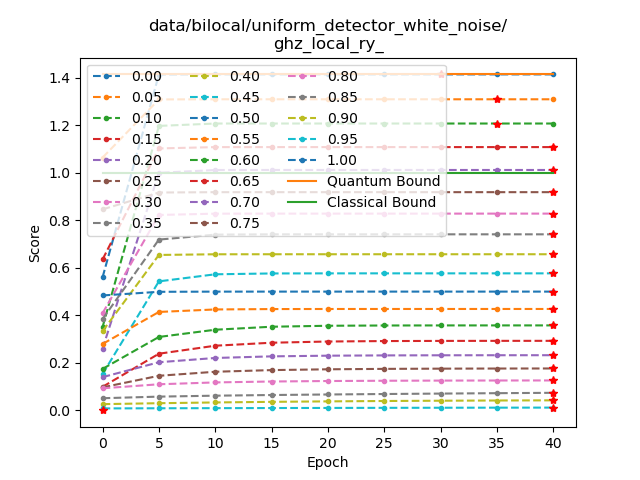 data/bilocal/uniform_detector_white_noise/
ghz_local_ry_
0.00 0.40 0.80
0.05 0.45 0.85
0.10 0.50 0.90
0.15 0.55 0.95
0.20 0.60 1.00
0.25 0.65 Quantum Bound
0.30 0.70 Classical Bound
0.35 0.75
1.4
1.2
1.0
0.8
0.6
0.4
0.2
0.0
Score
0 5 10 15 20 25 30 35 40
Epoch